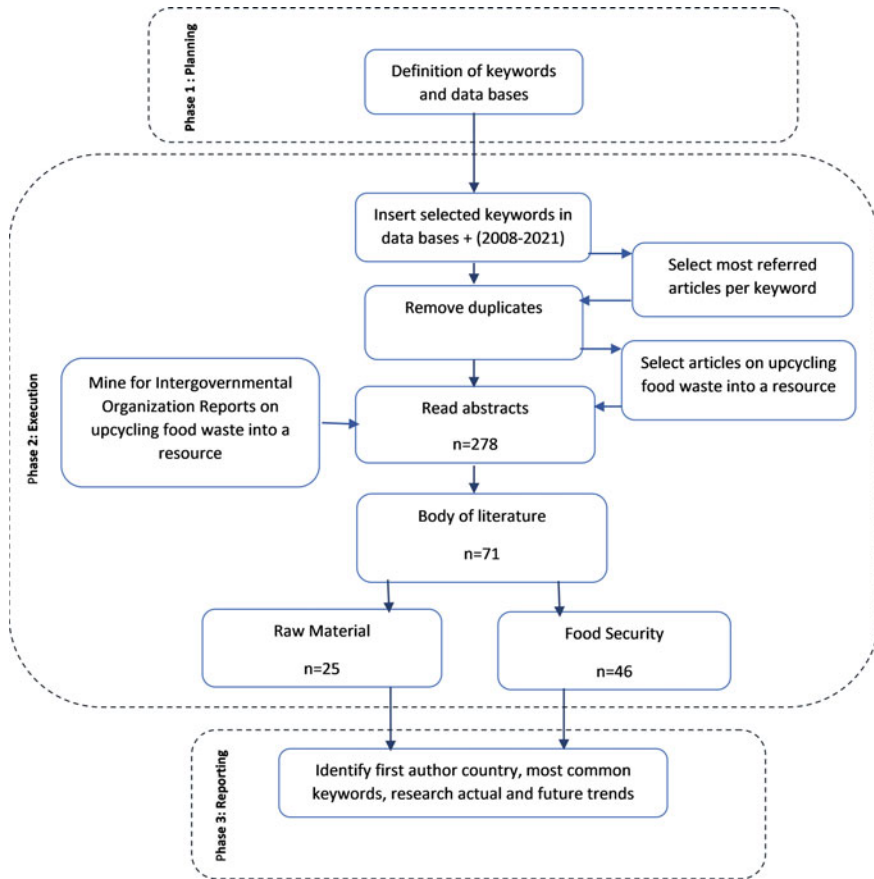 Phase 1 : Planning
Definition of keywords
and data bases
Phase 2: Execution
Insert selected keywords in
data bases + (2008-2021)
Select most referred
articles per keyword
Remove duplicates
Select articles on upcycling
food waste into a resource
Mine for Intergovernmental
Organization Reports on
upcycling food waste into a
resource
Read abstracts
n=278
Body of literature
n=71
Raw Material
n=25
Food Security
n=46
Phase 3: Reporting
Identify first author country, most common
keywords, research actual and future trends